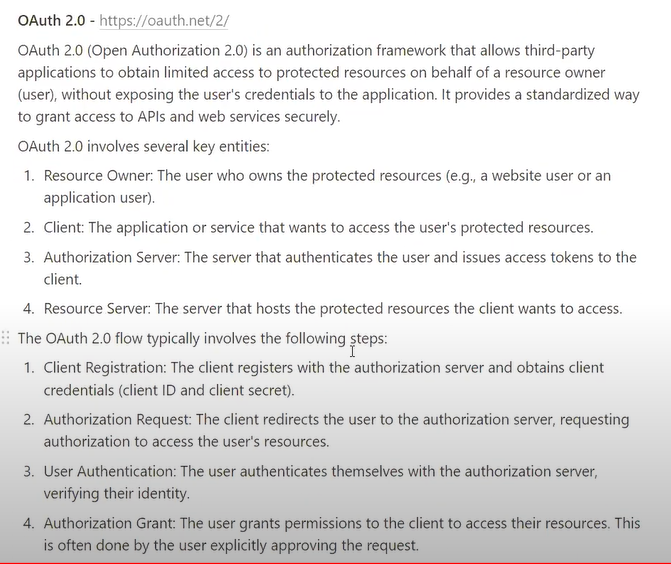 OAuth 2.0 - https://oauth.net/2/
OAuth 2.0 (Open Authorization 2.0) is an authorization framework that allows third-party
applications to obtain limited access to protected resources on behalf of a resource owner
(user), without exposing the user's credentials to the application. It provides a standardized way
to grant access to APIs and web services securely.
OAuth 2.0 involves several key entities:
1. Resource Owner: The user who owns the protected resources (e.g., a website user or an
application user).
2. Client: The application or service that wants to access the user's protected resources.
3. Authorization Server: The server that authenticates the user and issues access tokens to the
client.
4. Resource Server: The server that hosts the protected resources the client wants to access.
The OAuth 2.0 flow typically involves the following steps:
1. Client Registration: The client registers with the authorization server and obtains client
credentials (client ID and client secret).
2. Authorization Request: The client redirects the user to the authorization server, requesting
authorization to access the user's resources.
3. User Authentication: The user authenticates themselves with the authorization server,
verifying their identity.
4. Authorization Grant: The user grants permissions to the client to access their resources. This
is often done by the user explicitly approving the request.